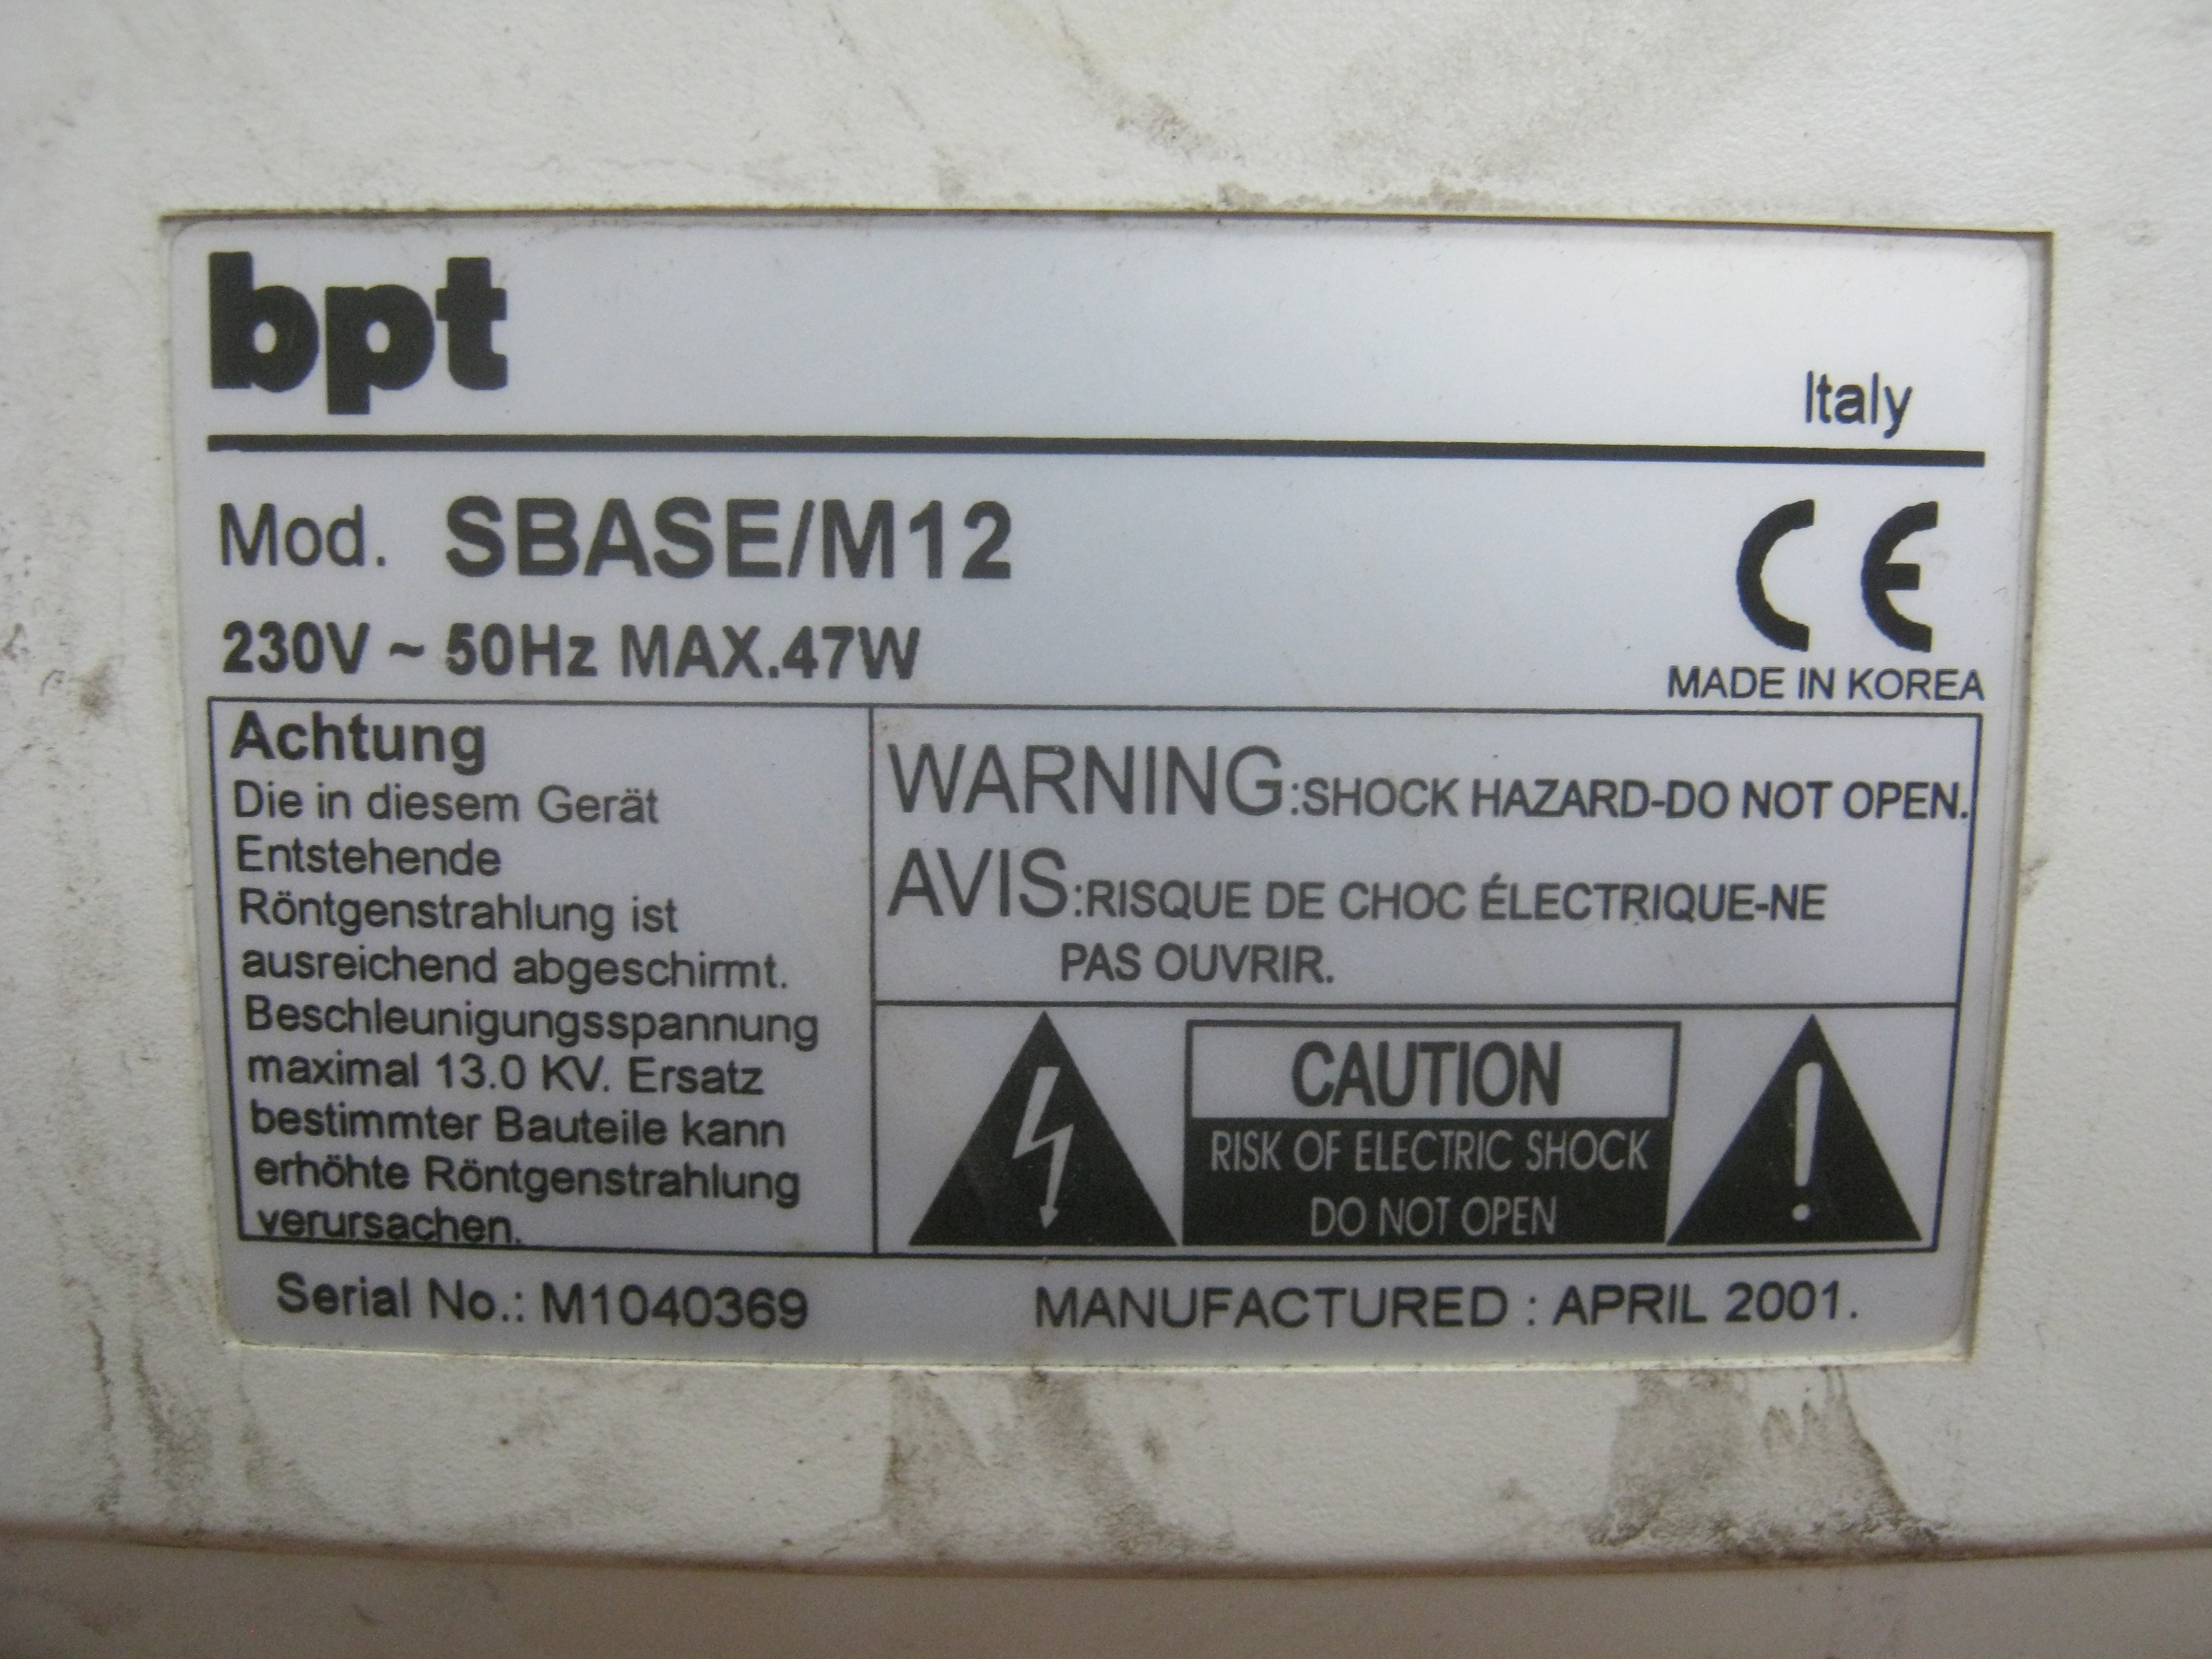 bpt
Italy
Mod. SBASE/M12
CE
230V ~ 50Hz MAX.47W
MADE IN KOREA
Achtung
Die in diesem Gerät
Entstehende
Röntgenstrahlung ist
ausreichend abgeschirmt.
Beschleunigungsspannung
maximal 13.0 KV. Ersatz
bestimmter Bauteile kann
erhöhte Röntgenstrahlung
verursachen.
WARNING:SHOCK HAZARD-DO NOT OPEN.
AVIS:RISQUE DE CHOC ÉLECTRIQUE-NE
PAS OUVRIR.
CAUTION
RISK OF ELECTRIC SHOCK
DO NOT OPEN
Serial No.: M1040369
MANUFACTURED : APRIL 2001.